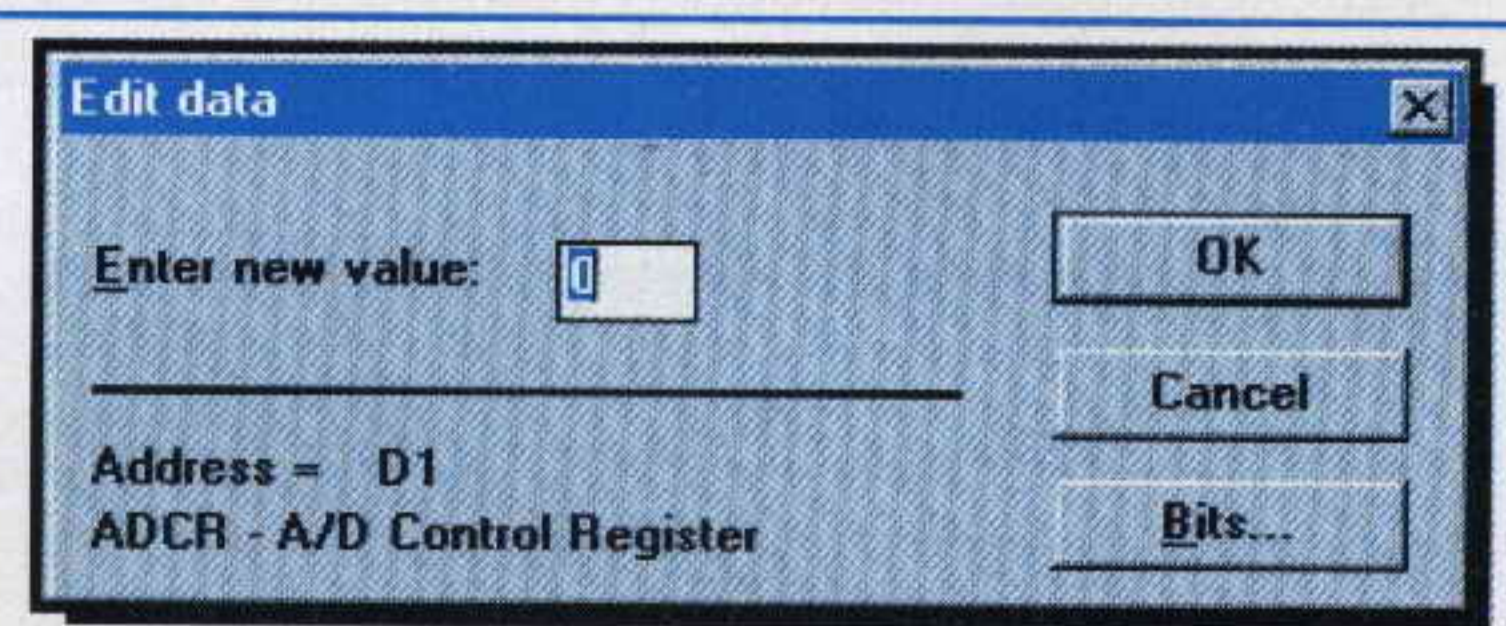 Edit data
Enter new value: 0
OK
Cancel
Address = D1
ADCR - A/D Control Register
Bits...